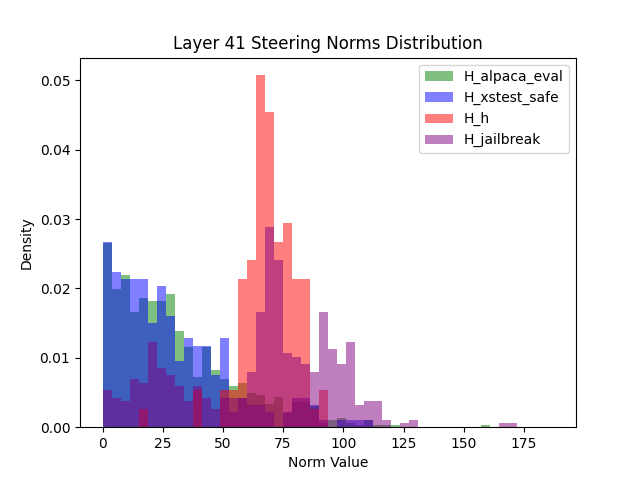 Layer 41 Steering Norms Distribution
H_alpaca_eval
H_xstest_safe
H_h
H_jailbreak
0.05
0.04
0.03
0.02
0.01
0.00
Density
0 25 50 75 100 125 150 175
Norm Value